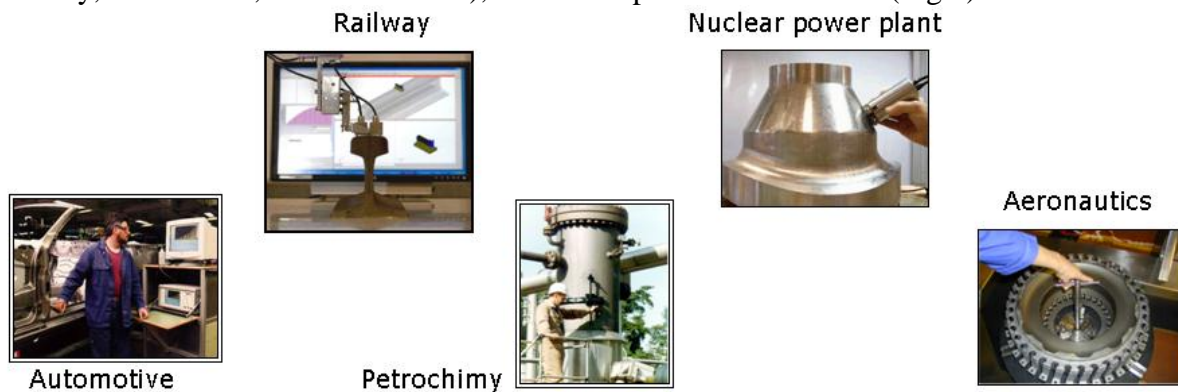 Railway
Nuclear power plant
Aeronautics
Automotive
Petrochimy